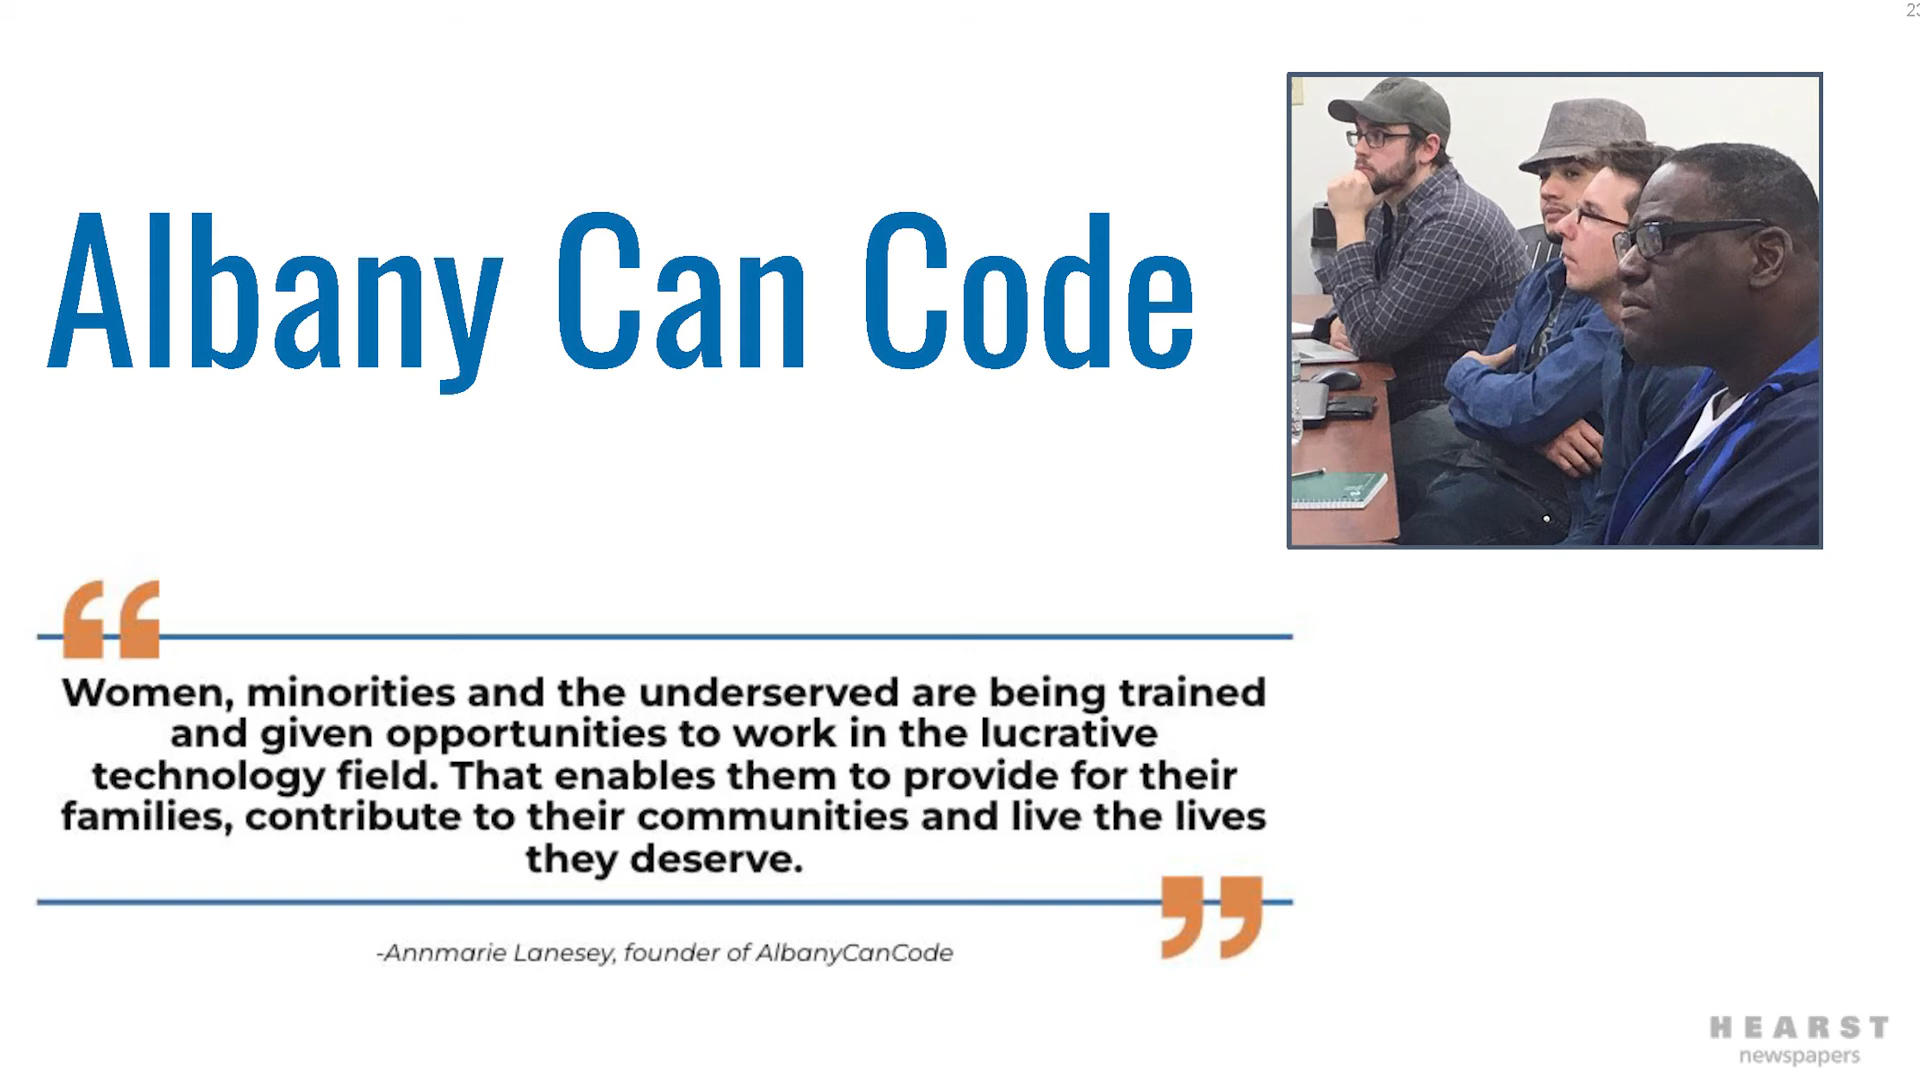 23
Albany Can Code
“
Women, minorities and the underserved are being trained
and given opportunities to work in the lucrative
technology field. That enables them to provide for their
families, contribute to their communities and live the lives
they deserve.
”
-Annmarie Lanesey, founder of AlbanyCanCode
HEARST
newspapers